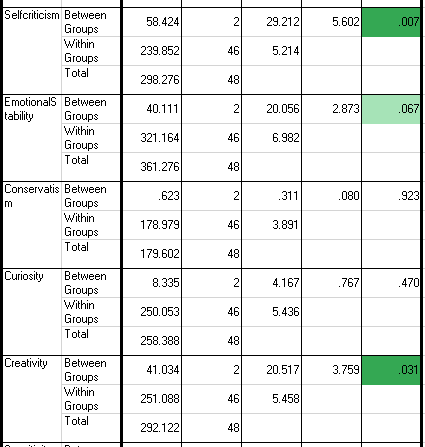 Selfcriticism Between Groups 58.424 2 29.212 5.602 .007
Within Groups 239.852 46 5.214
Total 298.276 48
EmotionalS tability Between Groups 40.111 2 20.056 2.873 .067
Within Groups 321.164 46 6.982
Total 361.276 48
Conservatis m Between Groups .623 2 .311 .080 .923
Within Groups 178.979 46 3.891
Total 179.602 48
Curiosity Between Groups 8.335 2 4.167 .767 .470
Within Groups 250.053 46 5.436
Total 258.388 48
Creativity Between Groups 41.034 2 20.517 3.759 .031
Within Groups 251.088 46 5.458
Total 292.122 48